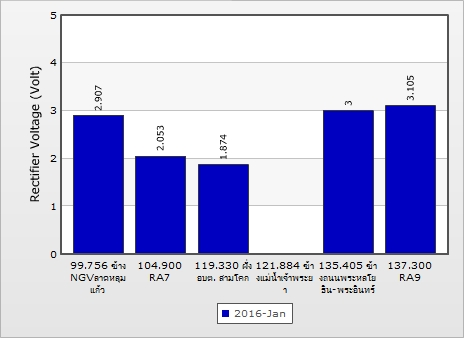 5
4
3
2
1
0
Rectifier Voltage (Volt)
2.907
2.053
1.874
3
3.105
99.756 ข้าง
NGVลาดหลุม
แก้ว
104.900
RA7
119.330 ฝั่ง
อบต. สามโคก
121.884 ข้า
งแม่น้ำเจ้าพระย
า
135.405 ข้า
งถนนพระหลโย
ธิน-พระอินทร์
137.300
RA9
2016-Jan